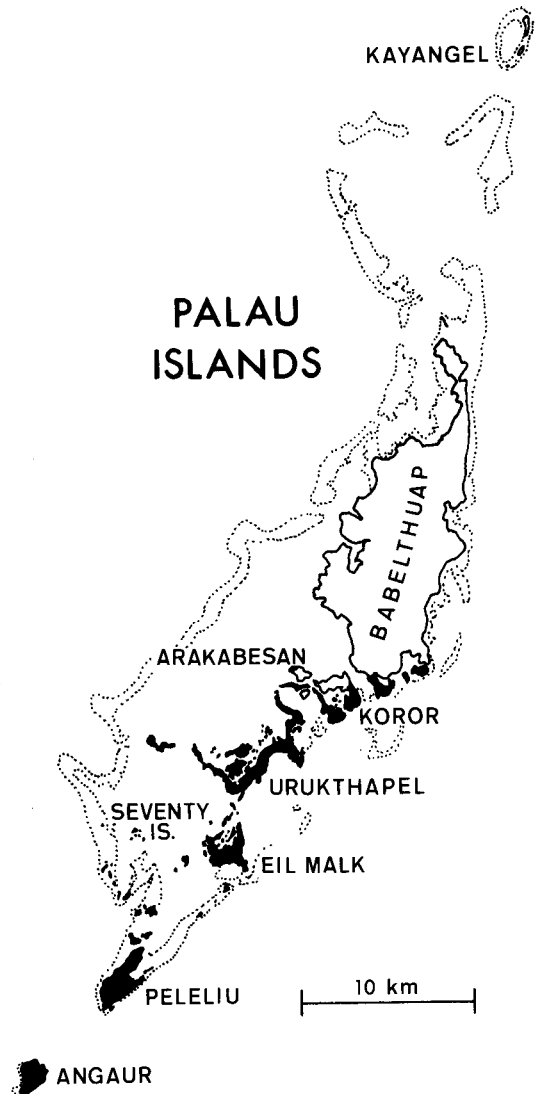 KAYANGEL
PALAU
ISLANDS
BABELTHUAP
ARAKABESAN
KOROR
URUKTHAPEL
SEVENTY
IS.
EIL MALK
10 km
PELELIU
ANGAUR